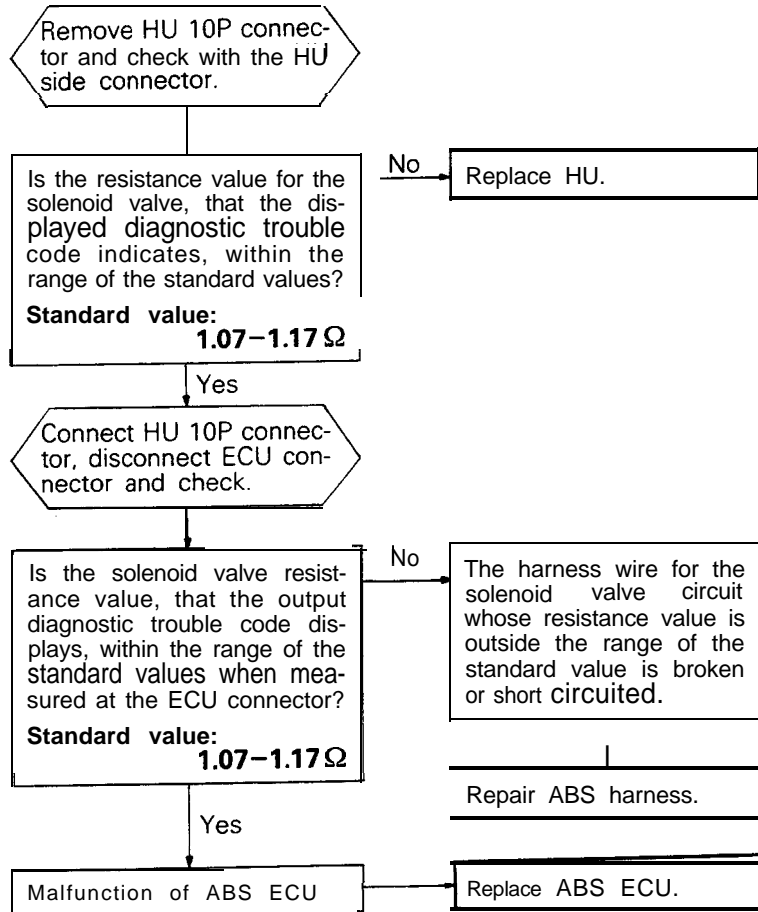 Remove HU 10P connec-
tor and check with the HU
side connector.
Is the resistance value for the
solenoid valve, that the dis-
played diagnostic trouble
code indicates, within the
range of the standard values?
Standard value:
1.07–1.17 Ω
No
Replace HU.
Yes
Connect HU 10P connec-
tor, disconnect ECU con-
nector and check.
Is the solenoid valve resist-
ance value, that the output
diagnostic trouble code dis-
plays, within the range of the
standard values when mea-
sured at the ECU connector?
Standard value:
1.07–1.17 Ω
No
The harness wire for the
solenoid valve circuit
whose resistance value is
outside the range of the
standard value is broken
or short circuited.
Repair ABS harness.
Yes
Malfunction of ABS ECU
Replace ABS ECU.